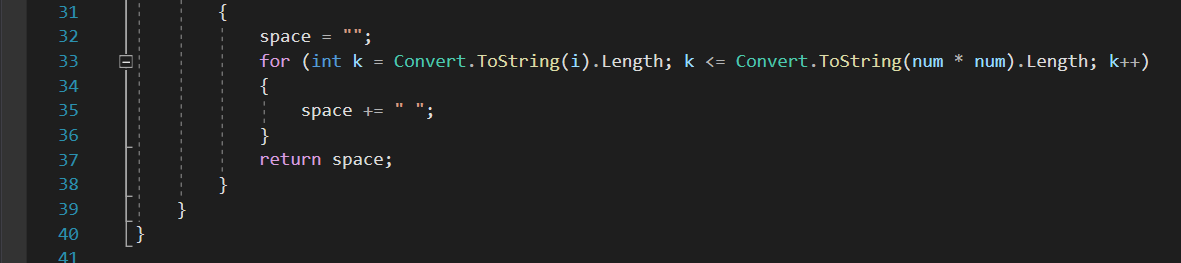 31 {
32 space = "";
33 for (int k = Convert.ToString(i).Length; k <= Convert.ToString(num * num).Length; k++)
34 {
35 space += " ";
36 }
37 return space;
38 }
39 }
40 }
41